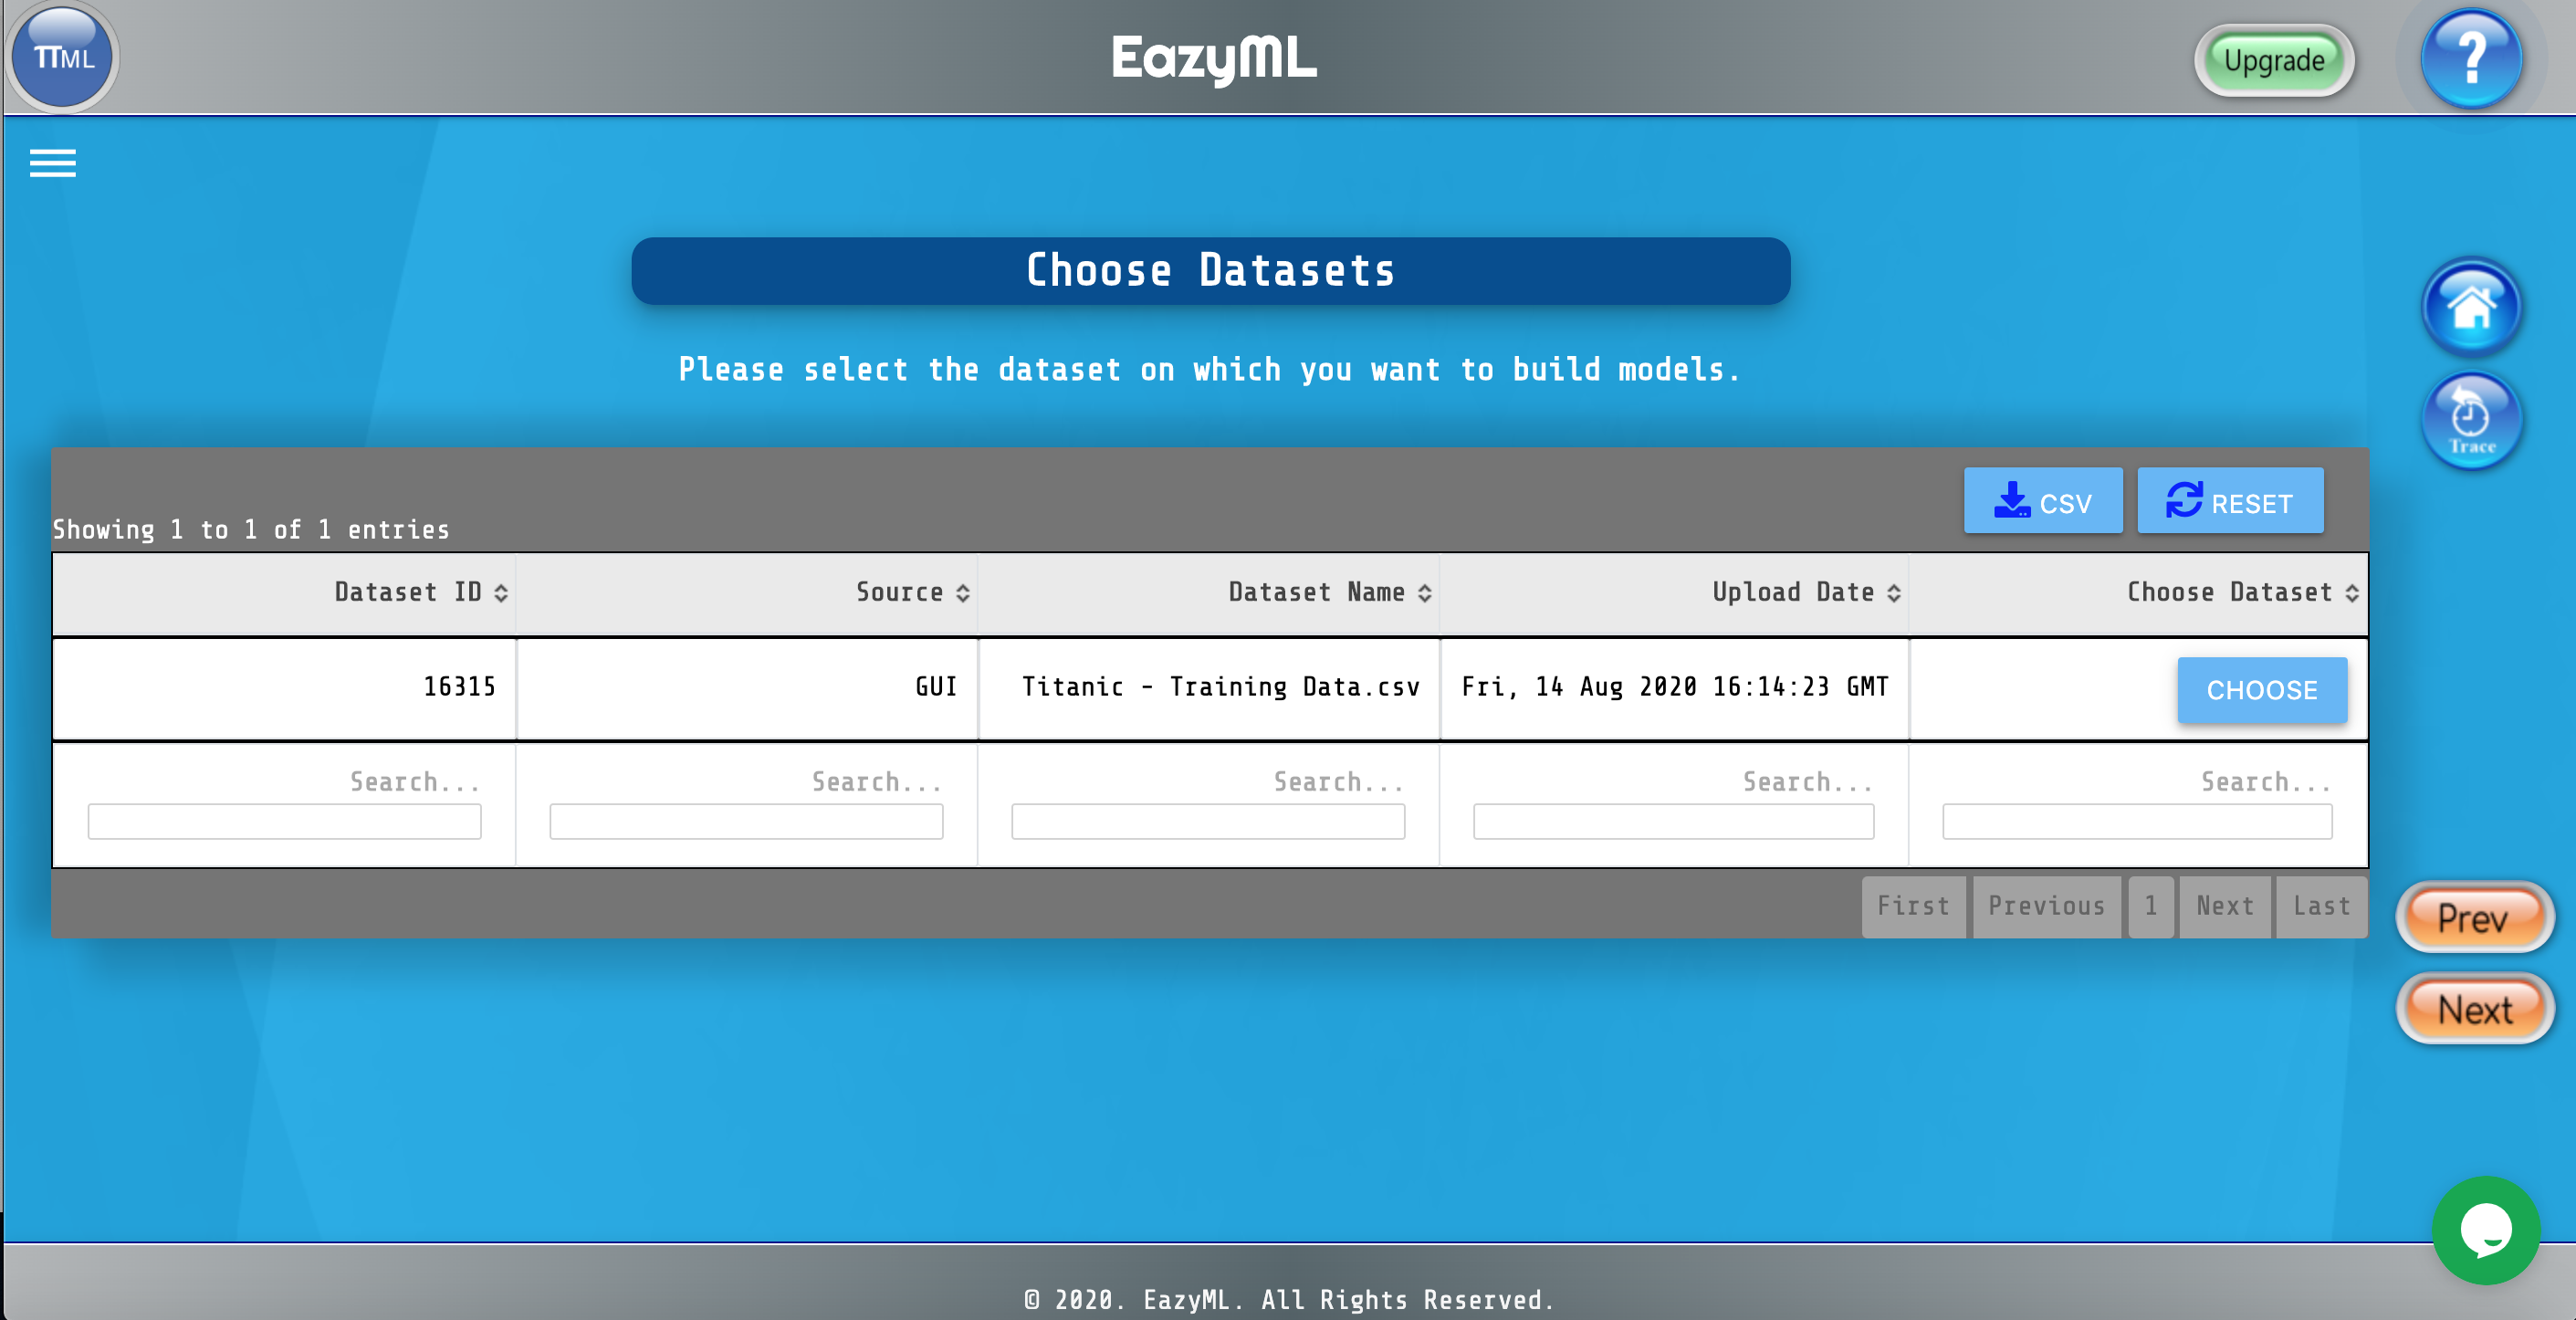 TTML
EazyML
Upgrade
?
Choose Datasets
Please select the dataset on which you want to build models.
Trace
CSV
RESET
Showing 1 to 1 of 1 entries
Dataset ID Source Dataset Name Upload Date Choose Dataset
16315 GUI Titanic - Training Data.csv Fri, 14 Aug 2020 16:14:23 GMT CHOOSE
Search... Search... Search... Search... Search...
First Previous 1 Next Last
Prev
Next
© 2020. EazyML. All Rights Reserved.